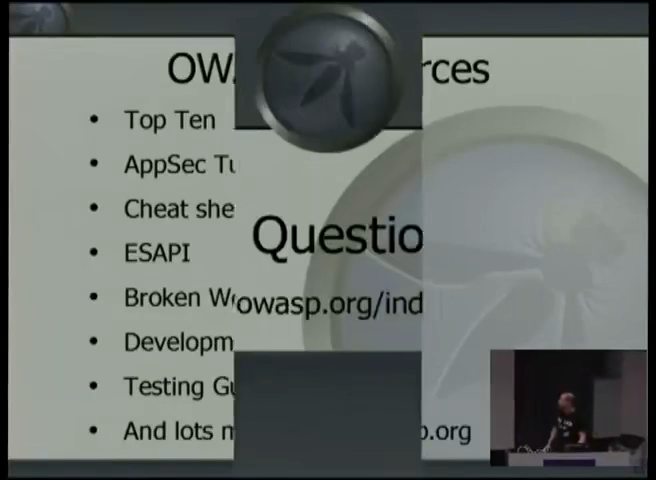 OW rces
Top Ten
AppSec Tu
Cheat she
Questio
ESAPI
Broken W
owasp.org/ind
Developm
Testing Gu
And lots m p.org